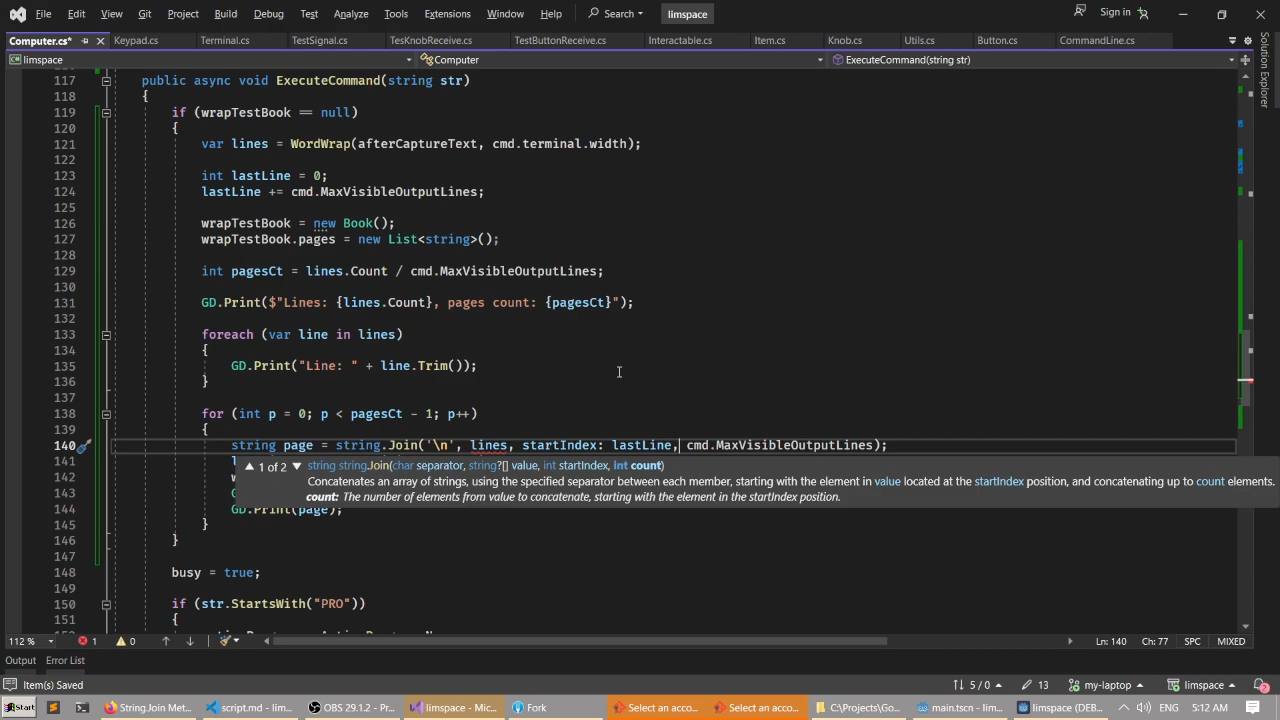 File Edit View Git Project Build Debug Test Analyze Tools Extensions Window Help Search limspace Sign in
Computer.cs* Keypad.cs Terminal.cs TestSignal.cs TesKnobReceive.cs TestButtonReceive.cs Interactable.cs Item.cs Knob.cs Utils.cs Button.cs CommandLine.cs
limspace Computer ExecuteCommand(string str)
Solution Explorer
117 public async void ExecuteCommand(string str)
118 {
119 if (wrapTestBook == null)
120 {
121 var lines = WordWrap(afterCaptureText, cmd.terminal.width);
122
123 int lastLine = 0;
124 lastLine += cmd.MaxVisibleOutputLines;
125
126 wrapTestBook = new Book();
127 wrapTestBook.pages = new List<string>();
128
129 int pagesCt = lines.Count / cmd.MaxVisibleOutputLines;
130
131 GD.Print($"Lines: {lines.Count}, pages count: {pagesCt}");
132
133 foreach (var line in lines)
134 {
135 GD.Print("Line: " + line.Trim());
136 }
137
138 for (int p = 0; p < pagesCt - 1; p++)
139 {
140 string page = string.Join('\n', lines, startIndex: lastLine, cmd.MaxVisibleOutputLines);
141 1 of 2 string string.Join(char separator, string?[] value, int startIndex, int count)
142 Concatenates an array of strings, using the specified separator between each member, starting with the element in value located at the startIndex position, and concatenating up to count elements.
143 count: The number of elements from value to concatenate, starting with the element in the startIndex position.
144 GD.Print(page);
145 }
146 }
147
148 busy = true;
149
150 if (str.StartsWith("PRO"))
151 {
112 % 1 0 Ln: 140 Ch: 77 SPC MIXED
Output Error List
Item(s) Saved 5 / 0 13 my-laptop limspace 2
Start String.Join Met... script.md - lim... OBS 29.1.2 - Pr... limspace - Mic... Fork Select an acco... Select an acco... C:\Projects\Go... main.tscn - lim... limspace (DEB... ENG 5:12 AM